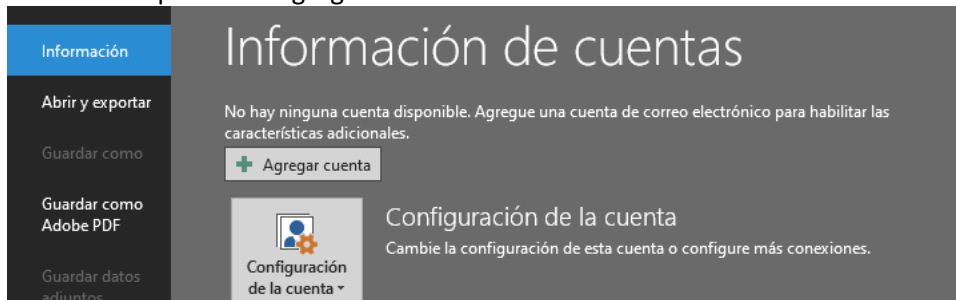 Información
Abrir y exportar
Guardar como
Guardar como
Adobe PDF
Guardar datos
adjuntos
Información de cuentas
No hay ninguna cuenta disponible. Agregue una cuenta de correo electrónico para habilitar las
características adicionales.
Agregar cuenta
Configuración
de la cuenta
Configuración de la cuenta
Cambie la configuración de esta cuenta o configure más conexiones.